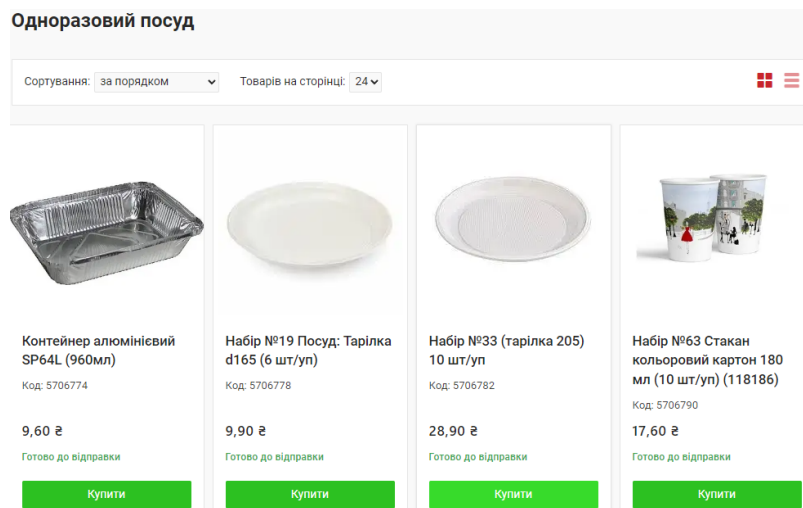 Одноразовий посуд
Сортування: за порядком Товарів на сторінці: 24
Контейнер алюмінієвий
SP64L (960мл)
Код: 5706774
9,60 ₴
Готово до відправки
Купити
Набір №19 Посуд: Тарілка
d165 (6 шт/уп)
Код: 5706778
9,90 ₴
Готово до відправки
Купити
Набір №33 (тарілка 205)
10 шт/уп
Код: 5706782
28,90 ₴
Готово до відправки
Купити
Набір №63 Стакан
кольоровий картон 180
мл (10 шт/уп) (118186)
Код: 5706790
17,60 ₴
Готово до відправки
Купити